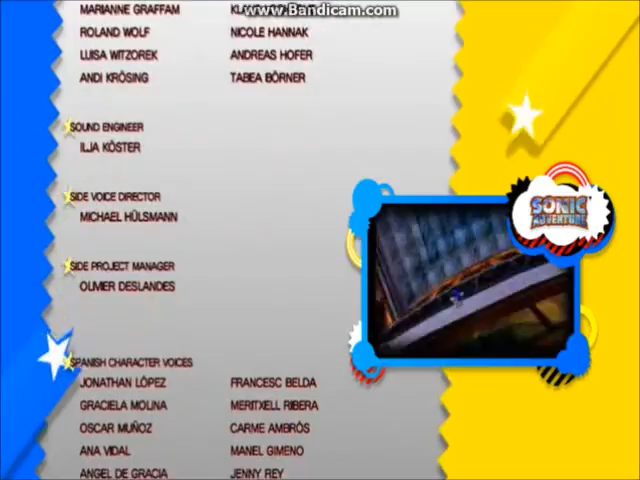 www.Bandicam.com
MARIANNE GRAFFAM
ROLAND WOLF NICOLE HANNAK
LUISA WITZOREK ANDREAS HOFER
ANDI KRÖSING TABEA BÖRNER
SOUND ENGINEER
ILJA KÖSTER
SIDE VOICE DIRECTOR
MICHAEL HÜLSMANN
SIDE PROJECT MANAGER
OLIVIER DESLANDES
SONIC
ADVENTURE
SPANISH CHARACTER VOICES
JONATHAN LÓPEZ FRANCESC BELDA
GRACIELA MOLINA MERITXELL RIBERA
OSCAR MUÑOZ CARME AMBRÓS
ANA VIDAL MANEL GIMENO
ANGEL DE GRACIA JENNY REY